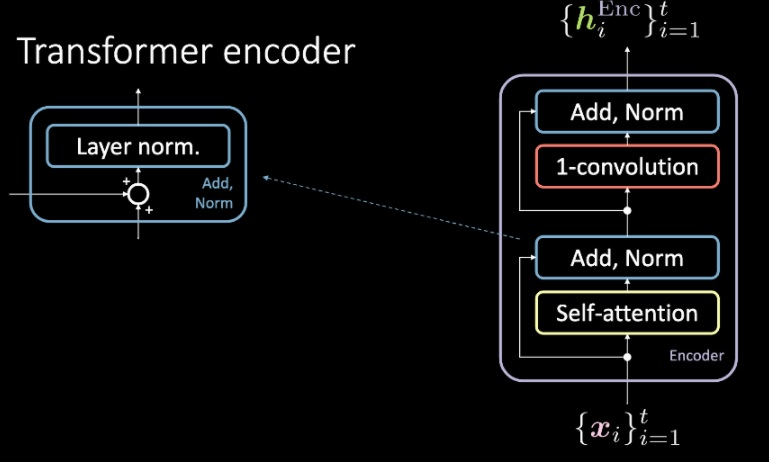 Transformer encoder
Layer norm.
+
+
Add,
Norm
{h_i^Enc}_{i=1}^t
Add, Norm
1-convolution
Add, Norm
Self-attention
Encoder
{x_i}_{i=1}^t